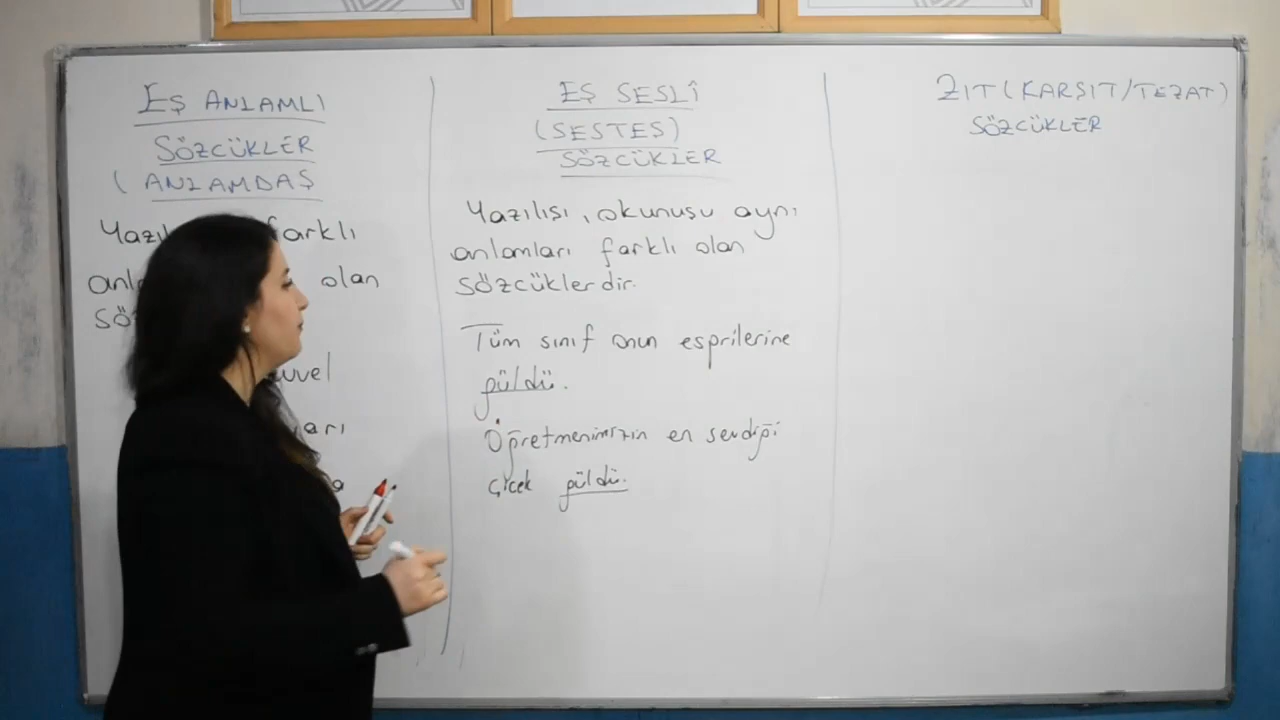 EŞ ANLAMLI
SÖZCÜKLER
(ANLAMDAŞ
farklı
olan
EŞ SESLİ
(SESTEŞ)
SÖZCÜKLER
Yazılışı, okunuşu aynı
anlamları farklı olan
sözcüklerdir.
Tüm sınıf onun esprilerine
güldü.
Öğretmenimizin en sevdiği
çiçek güldü.
ZIT (KARŞIT/TEZAT)
SÖZCÜKLER